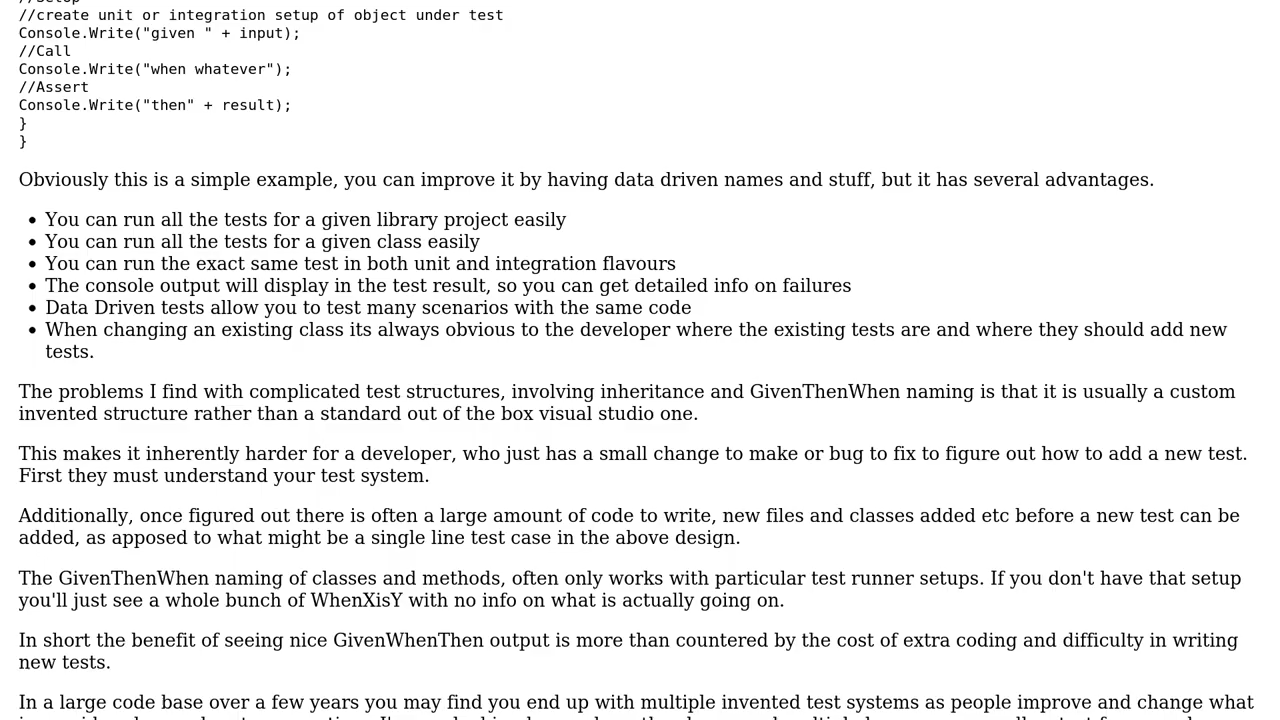 //create unit or integration setup of object under test
Console.Write("given " + input);
//Call
Console.Write("when whatever");
//Assert
Console.Write("then" + result);
}
}
Obviously this is a simple example, you can improve it by having data driven names and stuff, but it has several advantages.
• You can run all the tests for a given library project easily
• You can run all the tests for a given class easily
• You can run the exact same test in both unit and integration flavours
• The console output will display in the test result, so you can get detailed info on failures
• Data Driven tests allow you to test many scenarios with the same code
• When changing an existing class its always obvious to the developer where the existing tests are and where they should add new
tests.
The problems I find with complicated test structures, involving inheritance and GivenThenWhen naming is that it is usually a custom
invented structure rather than a standard out of the box visual studio one.
This makes it inherently harder for a developer, who just has a small change to make or bug to fix to figure out how to add a new test.
First they must understand your test system.
Additionally, once figured out there is often a large amount of code to write, new files and classes added etc before a new test can be
added, as apposed to what might be a single line test case in the above design.
The GivenThenWhen naming of classes and methods, often only works with particular test runner setups. If you don't have that setup
you'll just see a whole bunch of WhenXisY with no info on what is actually going on.
In short the benefit of seeing nice GivenWhenThen output is more than countered by the cost of extra coding and difficulty in writing
new tests.
In a large code base over a few years you may find you end up with multiple invented test systems as people improve and change what